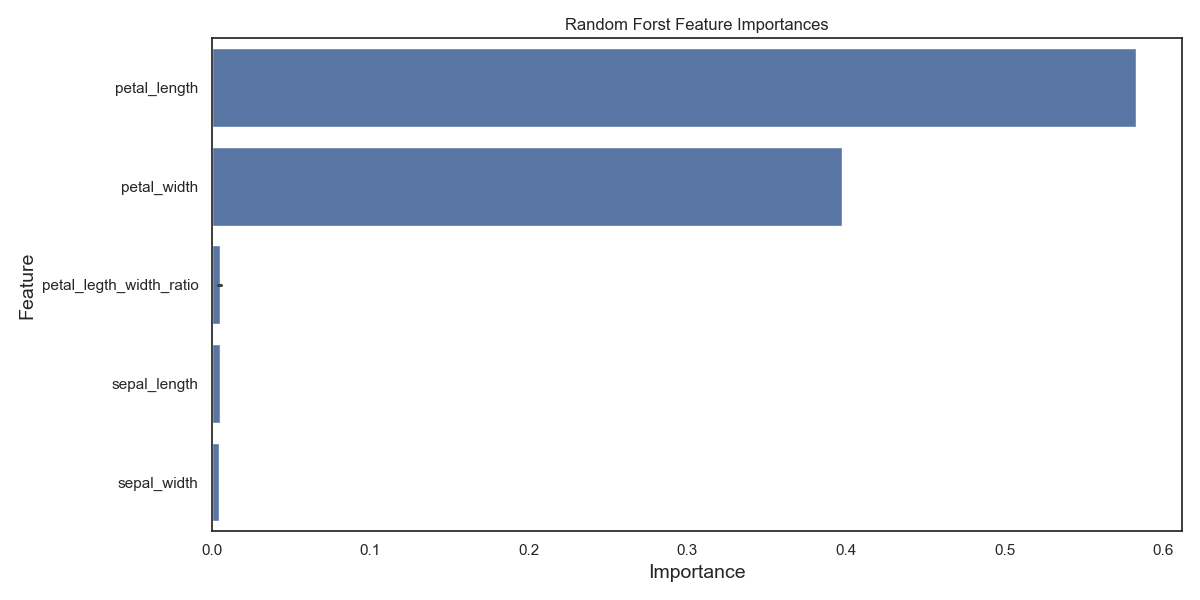 Random Forst Feature Importances
petal_length
petal_width
petal_legth_width_ratio
sepal_length
sepal_width
Feature
0.0 0.1 0.2 0.3 0.4 0.5 0.6
Importance